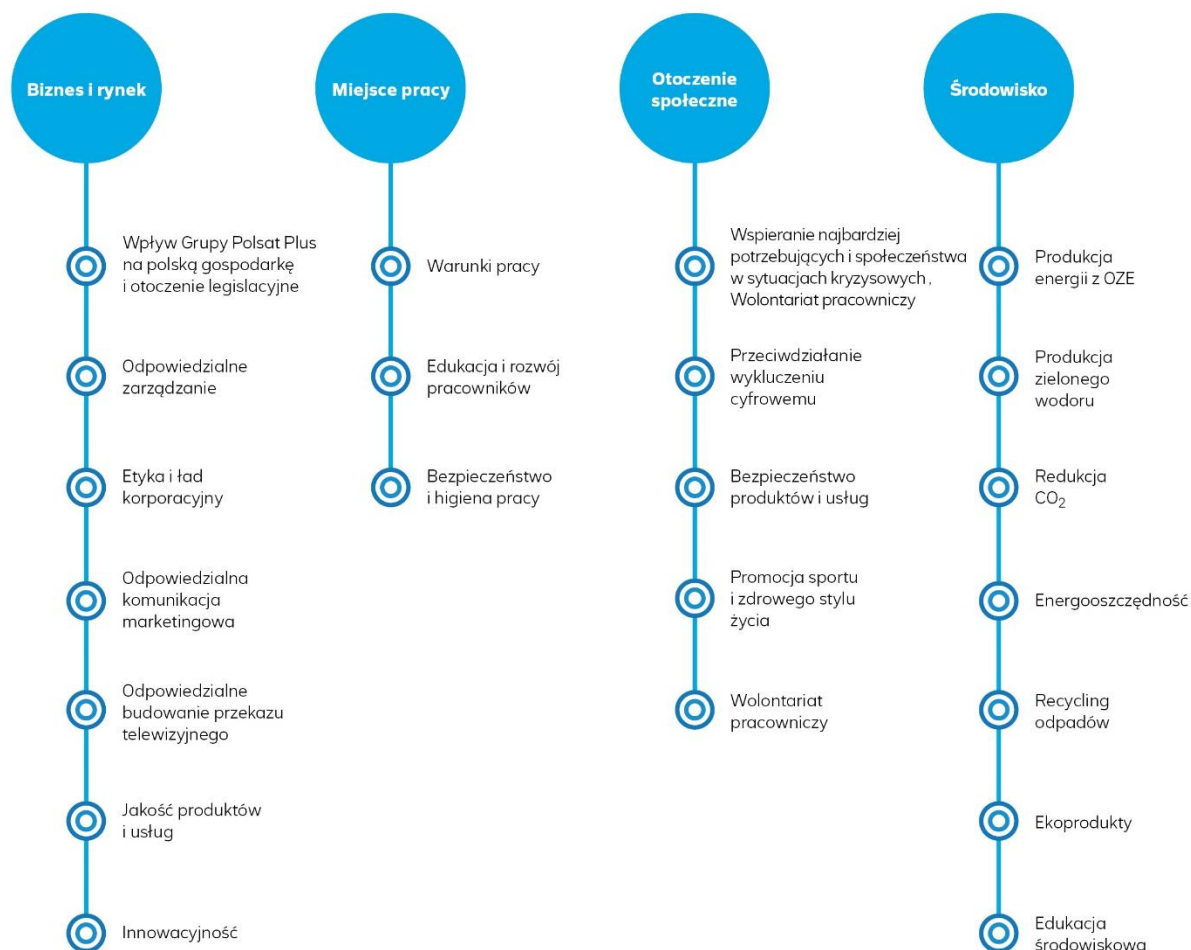 Biznes i rynek
Wpływ Grupy Polsat Plus
na polską gospodarkę
i otoczenie legislacyjne
Odpowiedzialne
zarządzanie
Etyka i ład
korporacyjny
Odpowiedzialna
komunikacja
marketingowa
Odpowiedzialne
budowanie przekazu
telewizyjnego
Jakość produktów
i usług
Innowacyjność
Miejsce pracy
Warunki pracy
Edukacja i rozwój
pracowników
Bezpieczeństwo
i higiena pracy
Otoczenie
społeczne
Wspieranie najbardziej
potrzebujących i społeczeństwa
w sytuacjach kryzysowych,
Wolontariat pracowniczy
Przeciwdziałanie
wykluczeniu
cyfrowemu
Bezpieczeństwo
produktów i usług
Promocja sportu
i zdrowego stylu
życia
Wolontariat
pracowniczy
Środowisko
Produkcja
energii z OZE
Produkcja
zielonego
wodoru
Redukcja
CO₂
Energooszczędność
Recycling
odpadów
Ekoprodukty
Edukacja
środowiskowa